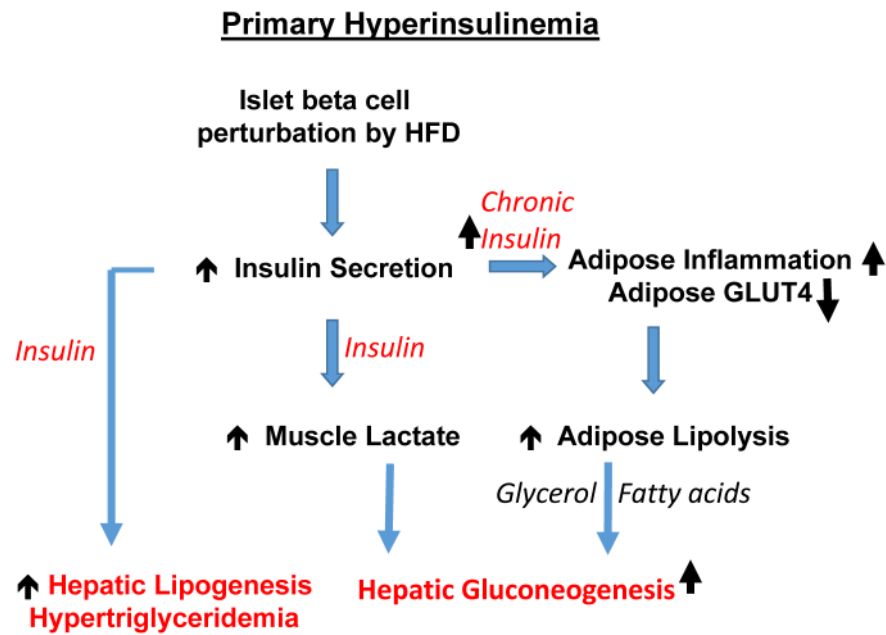 Primary Hyperinsulinemia
Islet beta cell
perturbation by HFD
Chronic
Insulin
Insulin Secretion
Adipose Inflammation
Adipose GLUT4
Insulin
Insulin
Muscle Lactate
Adipose Lipolysis
Glycerol
Fatty acids
Hepatic Lipogenesis
Hypertriglyceridemia
Hepatic Gluconeogenesis